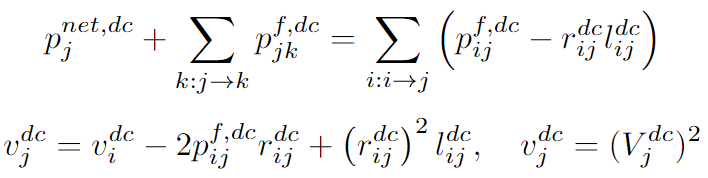 $p_j^{net,dc} + \sum_{k:j \to k} p_{jk}^{f,dc} = \sum_{i:i \to j} \left( p_{ij}^{f,dc} - r_{ij}^{dc} l_{ij}^{dc} \right)$
$v_j^{dc} = v_i^{dc} - 2p_{ij}^{f,dc} r_{ij}^{dc} + \left( r_{ij}^{dc} \right)^2 l_{ij}^{dc}, \quad v_j^{dc} = (V_j^{dc})^2$